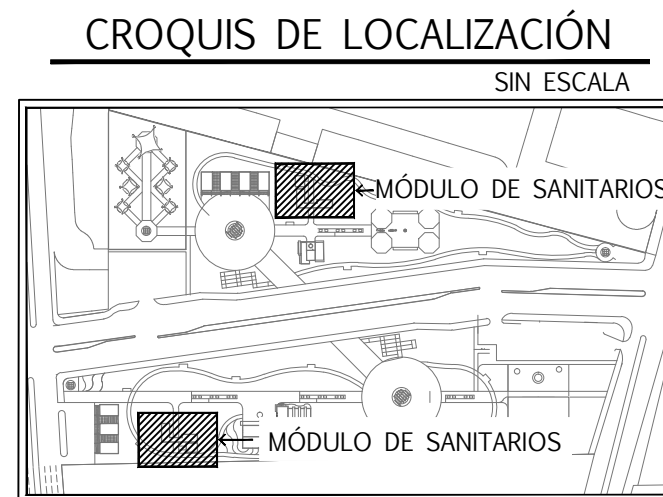 CROQUIS DE LOCALIZACIÓN
SIN ESCALA
MÓDULO DE SANITARIOS
MÓDULO DE SANITARIOS